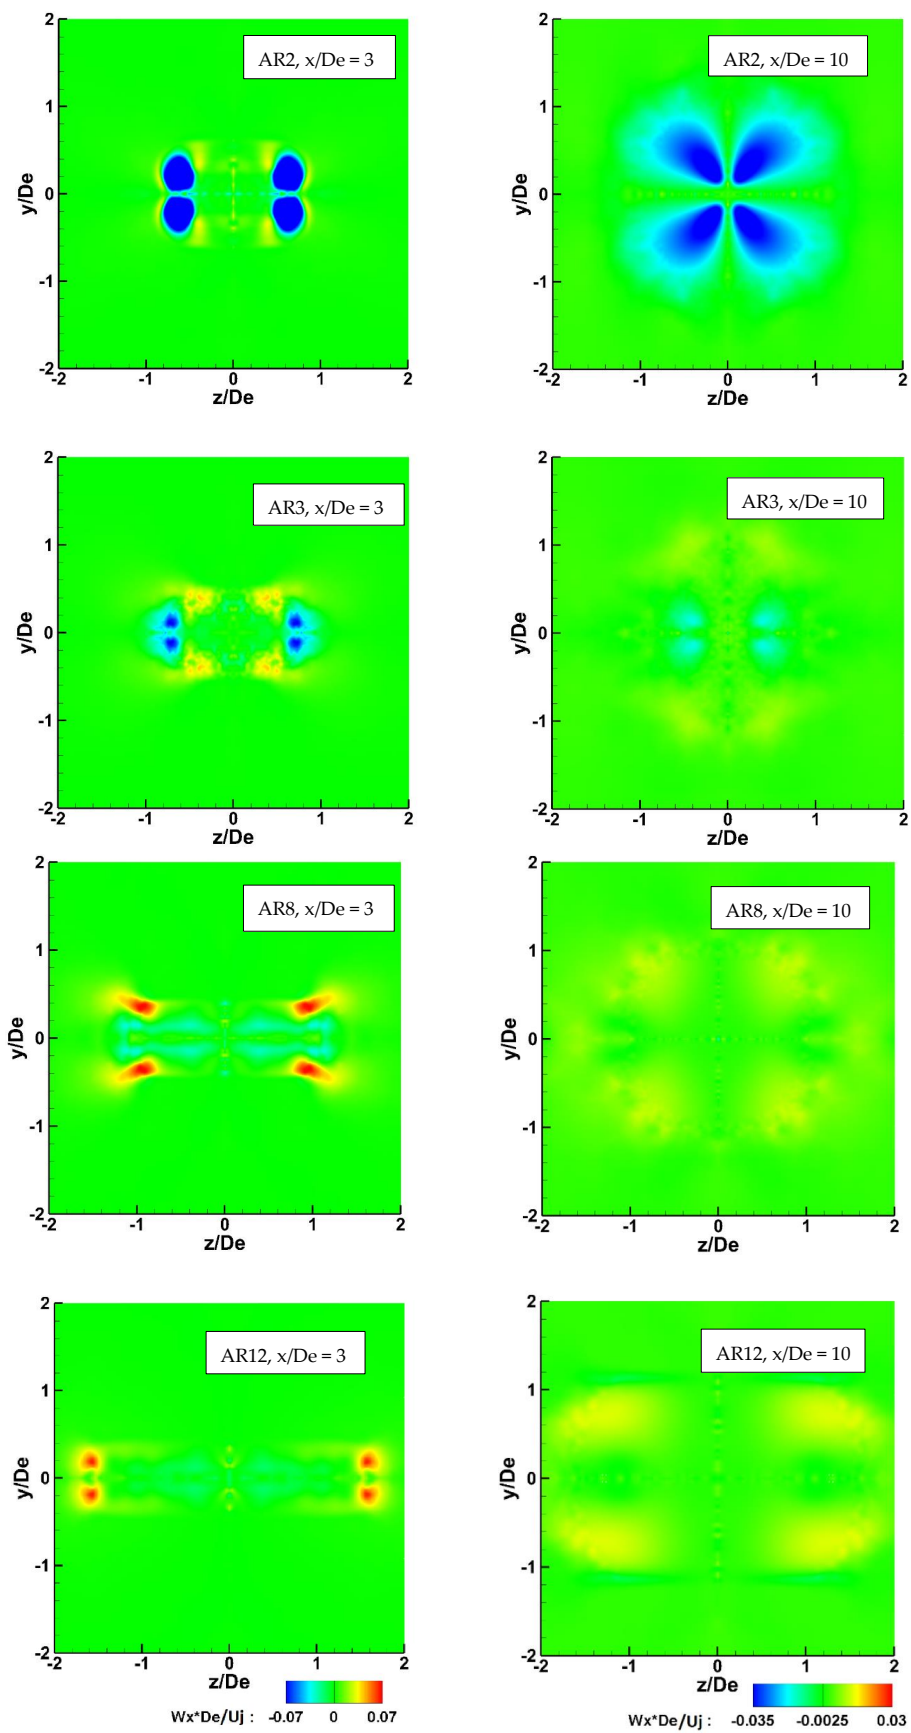 AR2, x/De = 3
2
1
0
-1
-2
y/De
-2 -1 0 1 2
z/De
AR2, x/De = 10
2
1
0
-1
-2
y/De
-2 -1 0 1 2
z/De
AR3, x/De = 3
2
1
0
-1
-2
y/De
-2 -1 0 1 2
z/De
AR3, x/De = 10
2
1
0
-1
-2
y/De
-2 -1 0 1 2
z/De
AR8, x/De = 3
2
1
0
-1
-2
y/De
-2 -1 0 1 2
z/De
AR8, x/De = 10
2
1
0
-1
-2
y/De
-2 -1 0 1 2
z/De
AR12, x/De = 3
2
1
0
-1
-2
y/De
-2 -1 0 1 2
z/De
AR12, x/De = 10
2
1
0
-1
-2
y/De
-2 -1 0 1 2
z/De
Wx*De/Uj : -0.07 0 0.07
Wx*De/Uj : -0.035 -0.0025 0.03